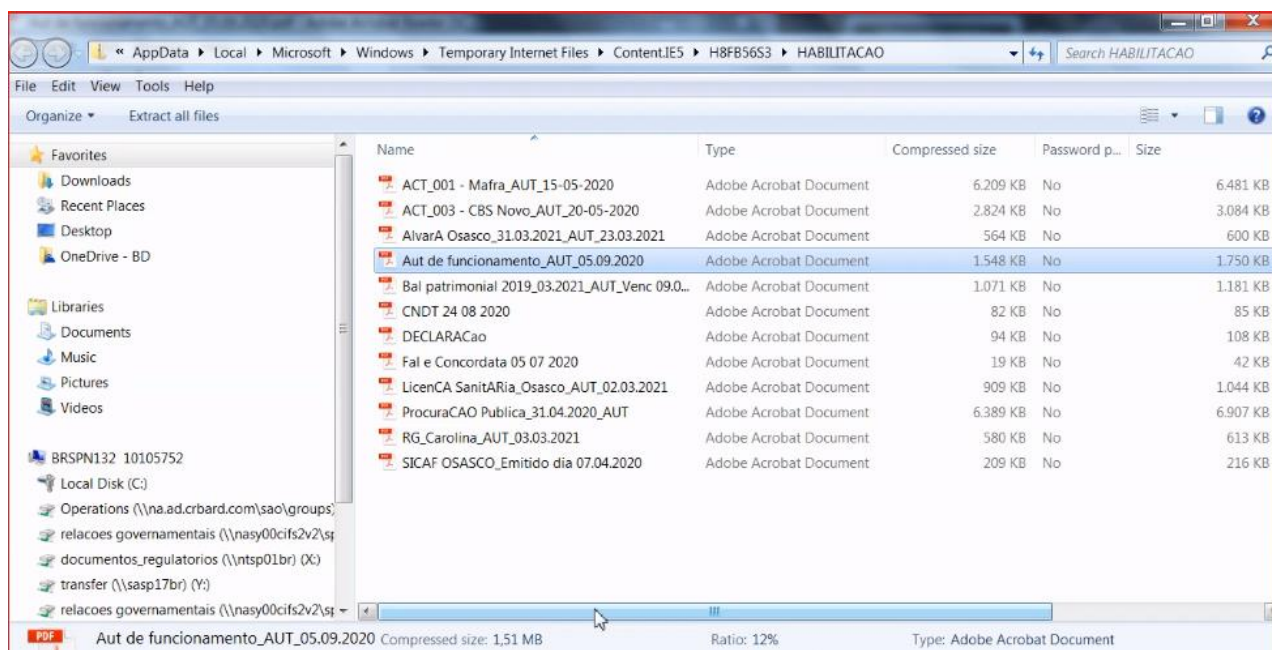 « AppData ▸ Local ▸ Microsoft ▸ Windows ▸ Temporary Internet Files ▸ Content.IE5 ▸ H8FB56S3 ▸ HABILITACAO Search HABILITACAO
File Edit View Tools Help
Organize Extract all files
Favorites
Downloads
Recent Places
Desktop
OneDrive - BD
Libraries
Documents
Music
Pictures
Videos
BRSPN132 10105752
Local Disk (C:)
Operations (\\na.ad.crbard.com\sao\groups)
relacoes governamentais (\\nasy00cifs2v2\sp
documentos_regulatorios (\\ntsp01br) (X:)
transfer (\\sasp17br) (Y:)
relacoes governamentais (\\nasy00cifs2v2\sp
Name Type Compressed size Password p... Size
ACT_001 - Mafra_AUT_15-05-2020 Adobe Acrobat Document 6.209 KB No 6.481 KB
ACT_003 - CBS Novo_AUT_20-05-2020 Adobe Acrobat Document 2.824 KB No 3.084 KB
AlvarA Osasco_31.03.2021_AUT_23.03.2021 Adobe Acrobat Document 564 KB No 600 KB
Aut de funcionamento_AUT_05.09.2020 Adobe Acrobat Document 1.548 KB No 1.750 KB
Bal patrimonial 2019_03.2021_AUT_Venc 09.0... Adobe Acrobat Document 1.071 KB No 1.181 KB
CNDT 24 08 2020 Adobe Acrobat Document 82 KB No 85 KB
DECLARACao Adobe Acrobat Document 94 KB No 108 KB
Fal e Concordata 05 07 2020 Adobe Acrobat Document 19 KB No 42 KB
LicenCA SanitARia_Osasco_AUT_02.03.2021 Adobe Acrobat Document 909 KB No 1.044 KB
ProcuraCAO Publica_31.04.2020_AUT Adobe Acrobat Document 6.389 KB No 6.907 KB
RG_Carolina_AUT_03.03.2021 Adobe Acrobat Document 580 KB No 613 KB
SICAF OSASCO_Emitido dia 07.04.2020 Adobe Acrobat Document 209 KB No 216 KB
PDF Aut de funcionamento_AUT_05.09.2020 Compressed size: 1,51 MB Ratio: 12% Type: Adobe Acrobat Document